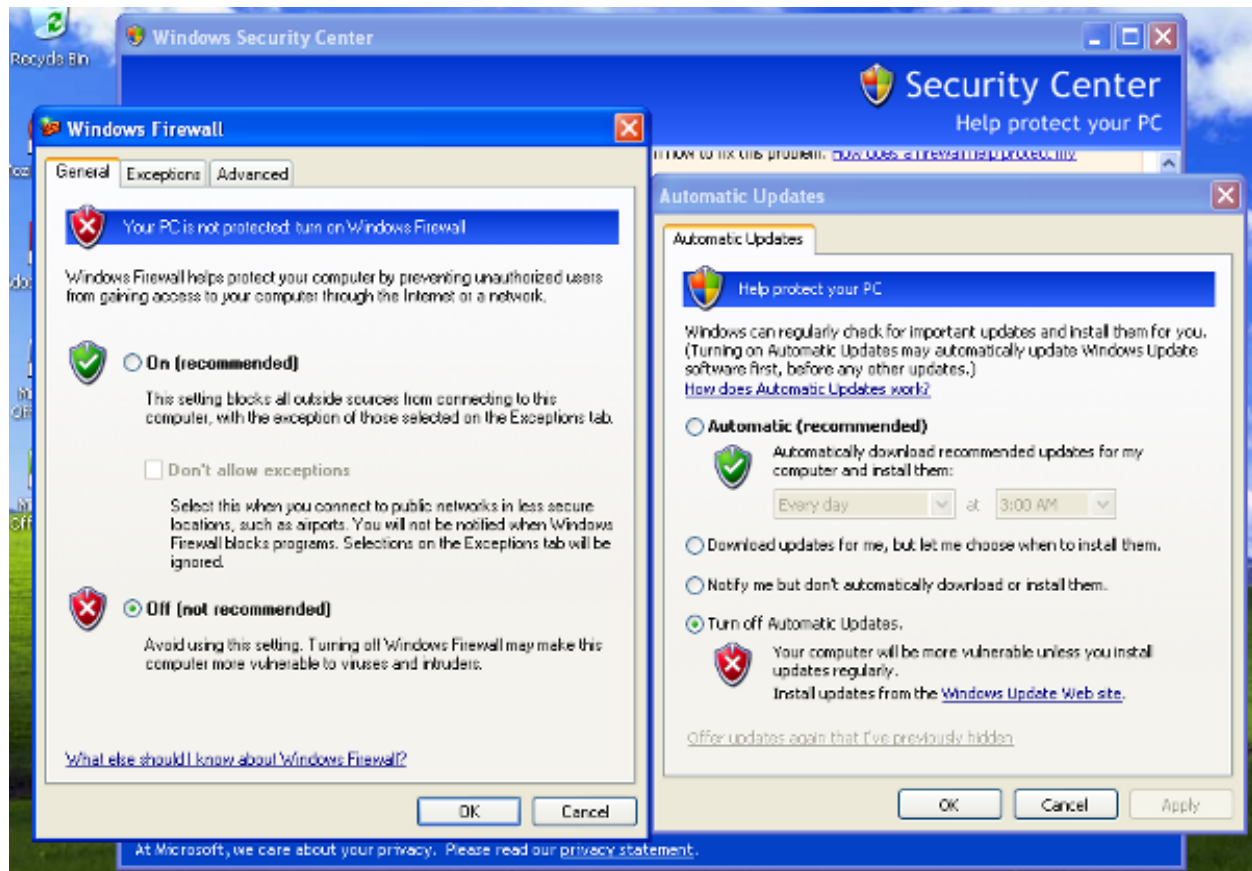 Recycle Bin
Windows Security Center
Security Center
Help protect your PC
n how to fix this problem. How does a firewall help protect my
Windows Firewall
General Exceptions Advanced
Your PC is not protected: turn on Windows Firewall
Windows Firewall helps protect your computer by preventing unauthorized users
from gaining access to your computer through the Internet or a network.
On (recommended)
This setting blocks all outside sources from connecting to this
computer, with the exception of those selected on the Exceptions tab.
Don't allow exceptions
Select this when you connect to public networks in less secure
locations, such as airports. You will not be notified when Windows
Firewall blocks programs. Selections on the Exceptions tab will be
ignored.
Off (not recommended)
Avoid using this setting. Turning off Windows Firewall may make this
computer more vulnerable to viruses and intruders.
What else should I know about Windows Firewall?
OK Cancel
Automatic Updates
Automatic Updates
Help protect your PC
Windows can regularly check for important updates and install them for you.
(Turning on Automatic Updates may automatically update Windows Update
software first, before any other updates.)
How does Automatic Updates work?
Automatic (recommended)
Automatically download recommended updates for my
computer and install them:
Every day at 3:00 AM
Download updates for me, but let me choose when to install them.
Notify me but don't automatically download or install them.
Turn off Automatic Updates.
Your computer will be more vulnerable unless you install
updates regularly.
Install updates from the Windows Update Web site.
Offer updates again that I've previously hidden
OK Cancel Apply
At Microsoft, we care about your privacy. Please read our privacy statement.